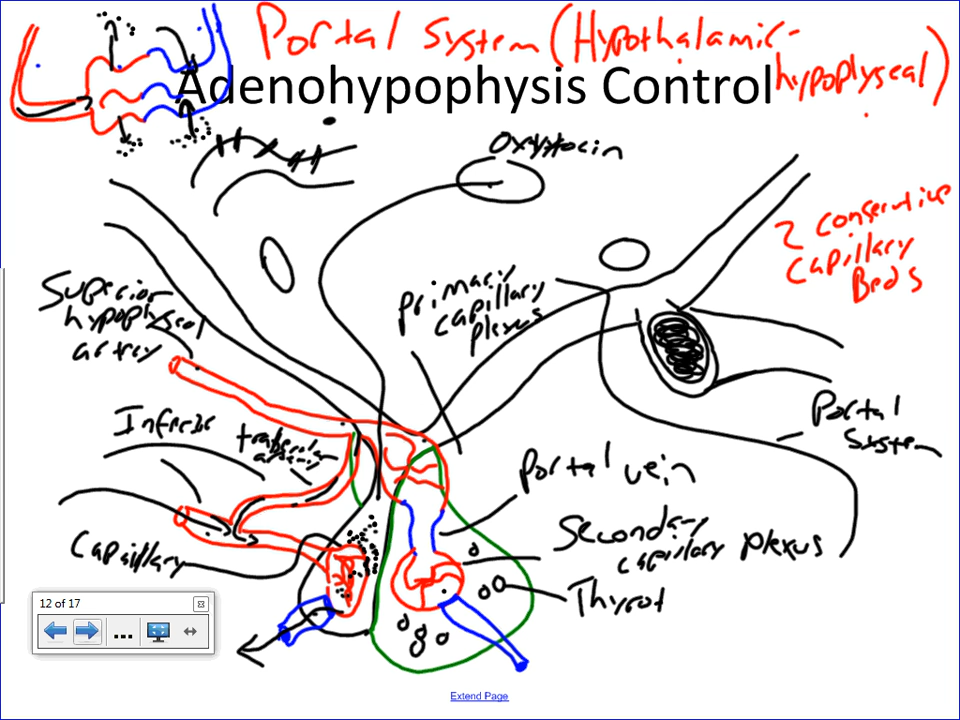 Portal System (Hypothalamic-
hypophyseal)
Adenohypophysis Control
Oxytocin
2 consecutive
capillary
Beds
Superior
hypophyseal
artery
Primary
capillary
plexus
Portal
System
Inferior
trabecular
artery
Portal vein
Capaillary
Secondary
capillary plexus
Thyrot
12 of 17
...
Extend Page